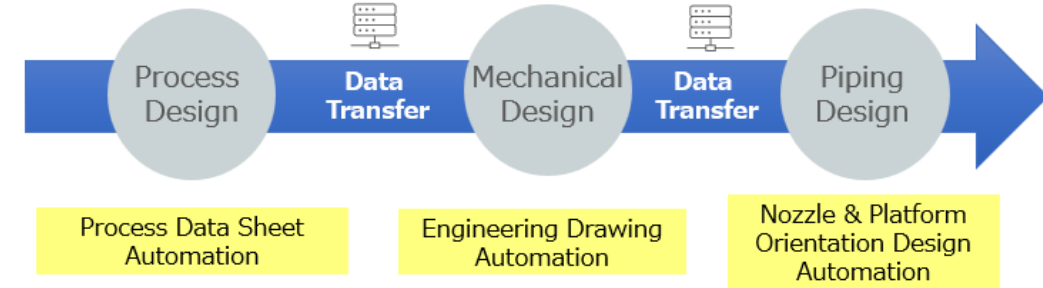 Process
Design
Data
Transfer
Mechanical
Design
Data
Transfer
Piping
Design
Process Data Sheet
Automation
Engineering Drawing
Automation
Nozzle & Platform
Orientation Design
Automation